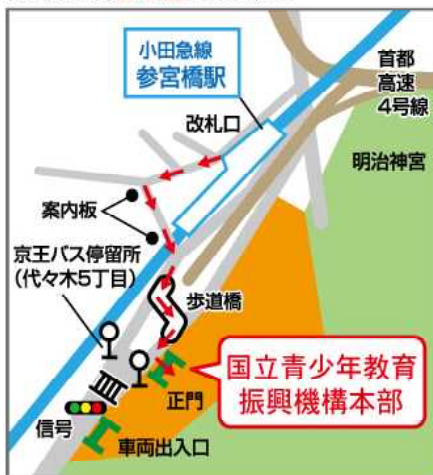 小田急線
参宮橋駅
首都
高速
4号線
改札口
明治神宮
案内板
京王バス停留所
(代々木5丁目)
歩道橋
国立青少年教育
振興機構本部
正門
信号
車両出入口